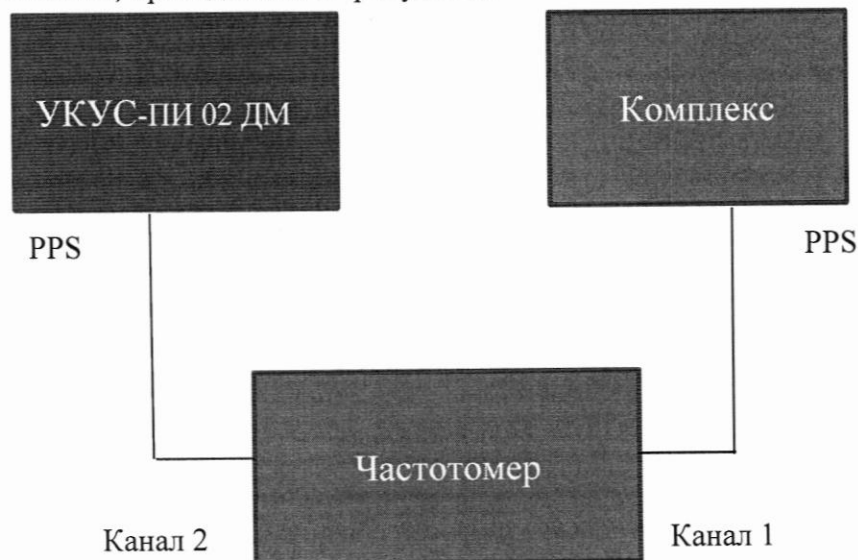 УКУС-ПИ 02 ДМ
Комплекс
PPS
PPS
Частотомер
Канал 2
Канал 1